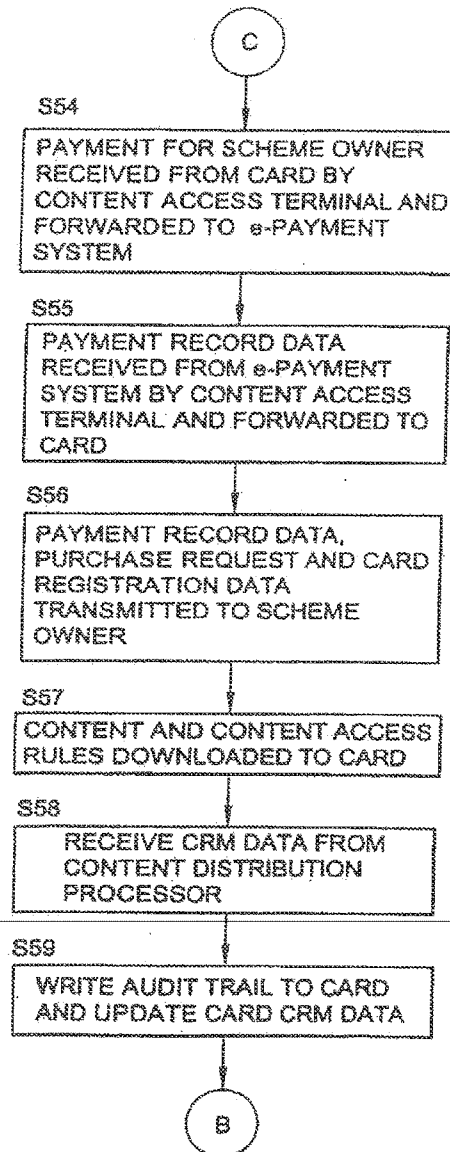 C
S54
PAYMENT FOR SCHEME OWNER
RECEIVED FROM CARD BY
CONTENT ACCESS TERMINAL AND
FORWARDED TO e-PAYMENT
SYSTEM
S55
PAYMENT RECORD DATA
RECEIVED FROM e-PAYMENT
SYSTEM BY CONTENT ACCESS
TERMINAL AND FORWARDED TO
CARD
S56
PAYMENT RECORD DATA,
PURCHASE REQUEST AND CARD
REGISTRATION DATA
TRANSMITTED TO SCHEME
OWNER
S57
CONTENT AND CONTENT ACCESS
RULES DOWNLOADED TO CARD
S58
RECEIVE CRM DATA FROM
CONTENT DISTRIBUTION
PROCESSOR
S59
WRITE AUDIT TRAIL TO CARD
AND UPDATE CARD CRM DATA
B